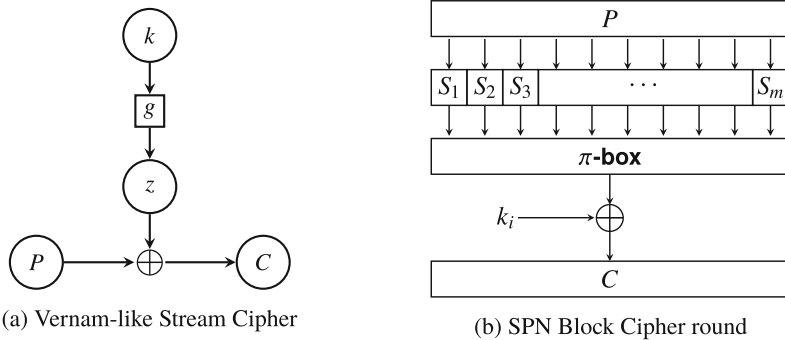 k
g
z
P
C
(a) Vernam-like Stream Cipher
P
S₁ S₂ S₃ ··· Sₘ
π-box
kᵢ
C
(b) SPN Block Cipher round